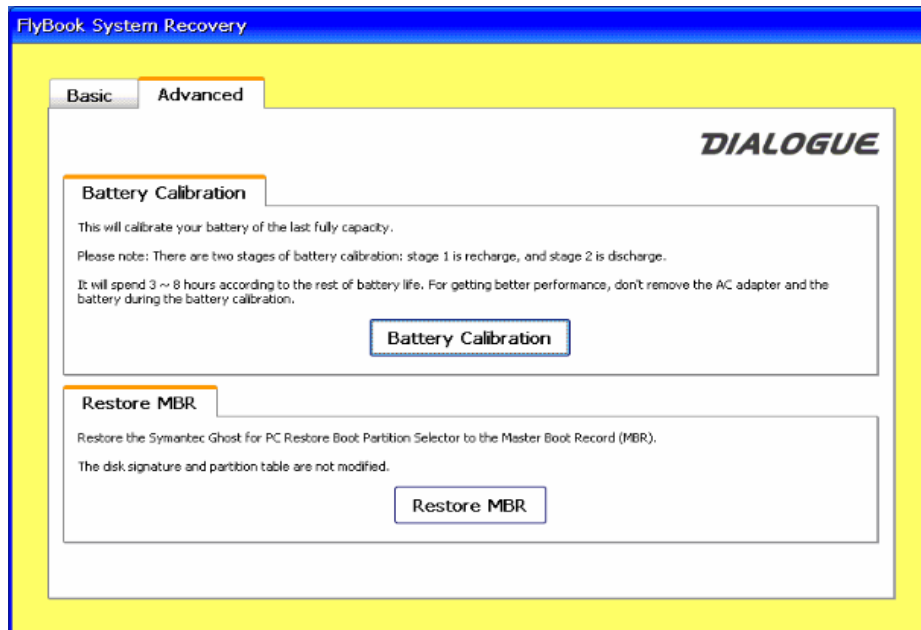 FlyBook System Recovery
Basic
Advanced
DIALOGUE
Battery Calibration
This will calibrate your battery of the last fully capacity.
Please note: There are two stages of battery calibration: stage 1 is recharge, and stage 2 is discharge.
It will spend 3 ~ 8 hours according to the rest of battery life. For getting better performance, don't remove the AC adapter and the
battery during the battery calibration.
Battery Calibration
Restore MBR
Restore the Symantec Ghost for PC Restore Boot Partition Selector to the Master Boot Record (MBR).
The disk signature and partition table are not modified.
Restore MBR